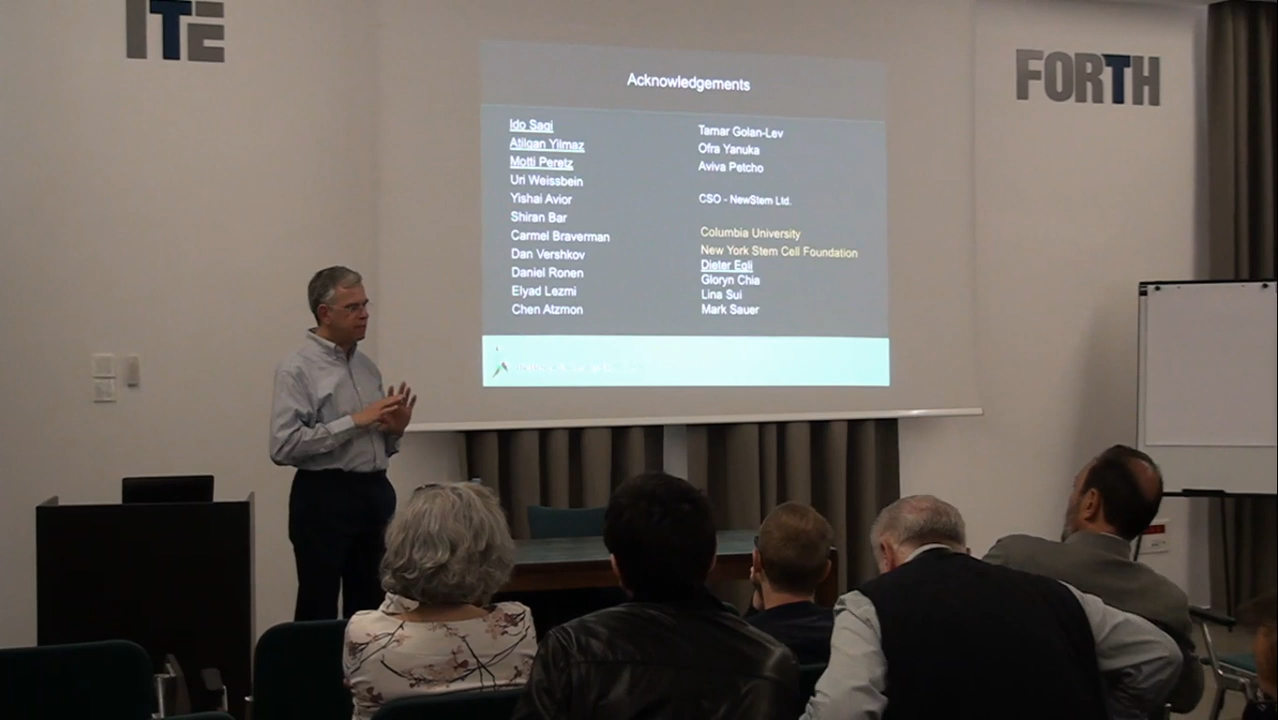 ITE
FORTH
Acknowledgements
Ido Sagi
Atilgan Yilmaz
Motti Peretz
Uri Weissbein
Yishai Avior
Shiran Bar
Carmel Braverman
Dan Vershkov
Daniel Ronen
Elyad Lezmi
Chen Atzmon
Tamar Golan-Lev
Ofra Yanuka
Aviva Petcho
CSO - NewStem Ltd.
Columbia University
New York Stem Cell Foundation
Dieter Egli
Gloryn Chia
Lina Sui
Mark Sauer